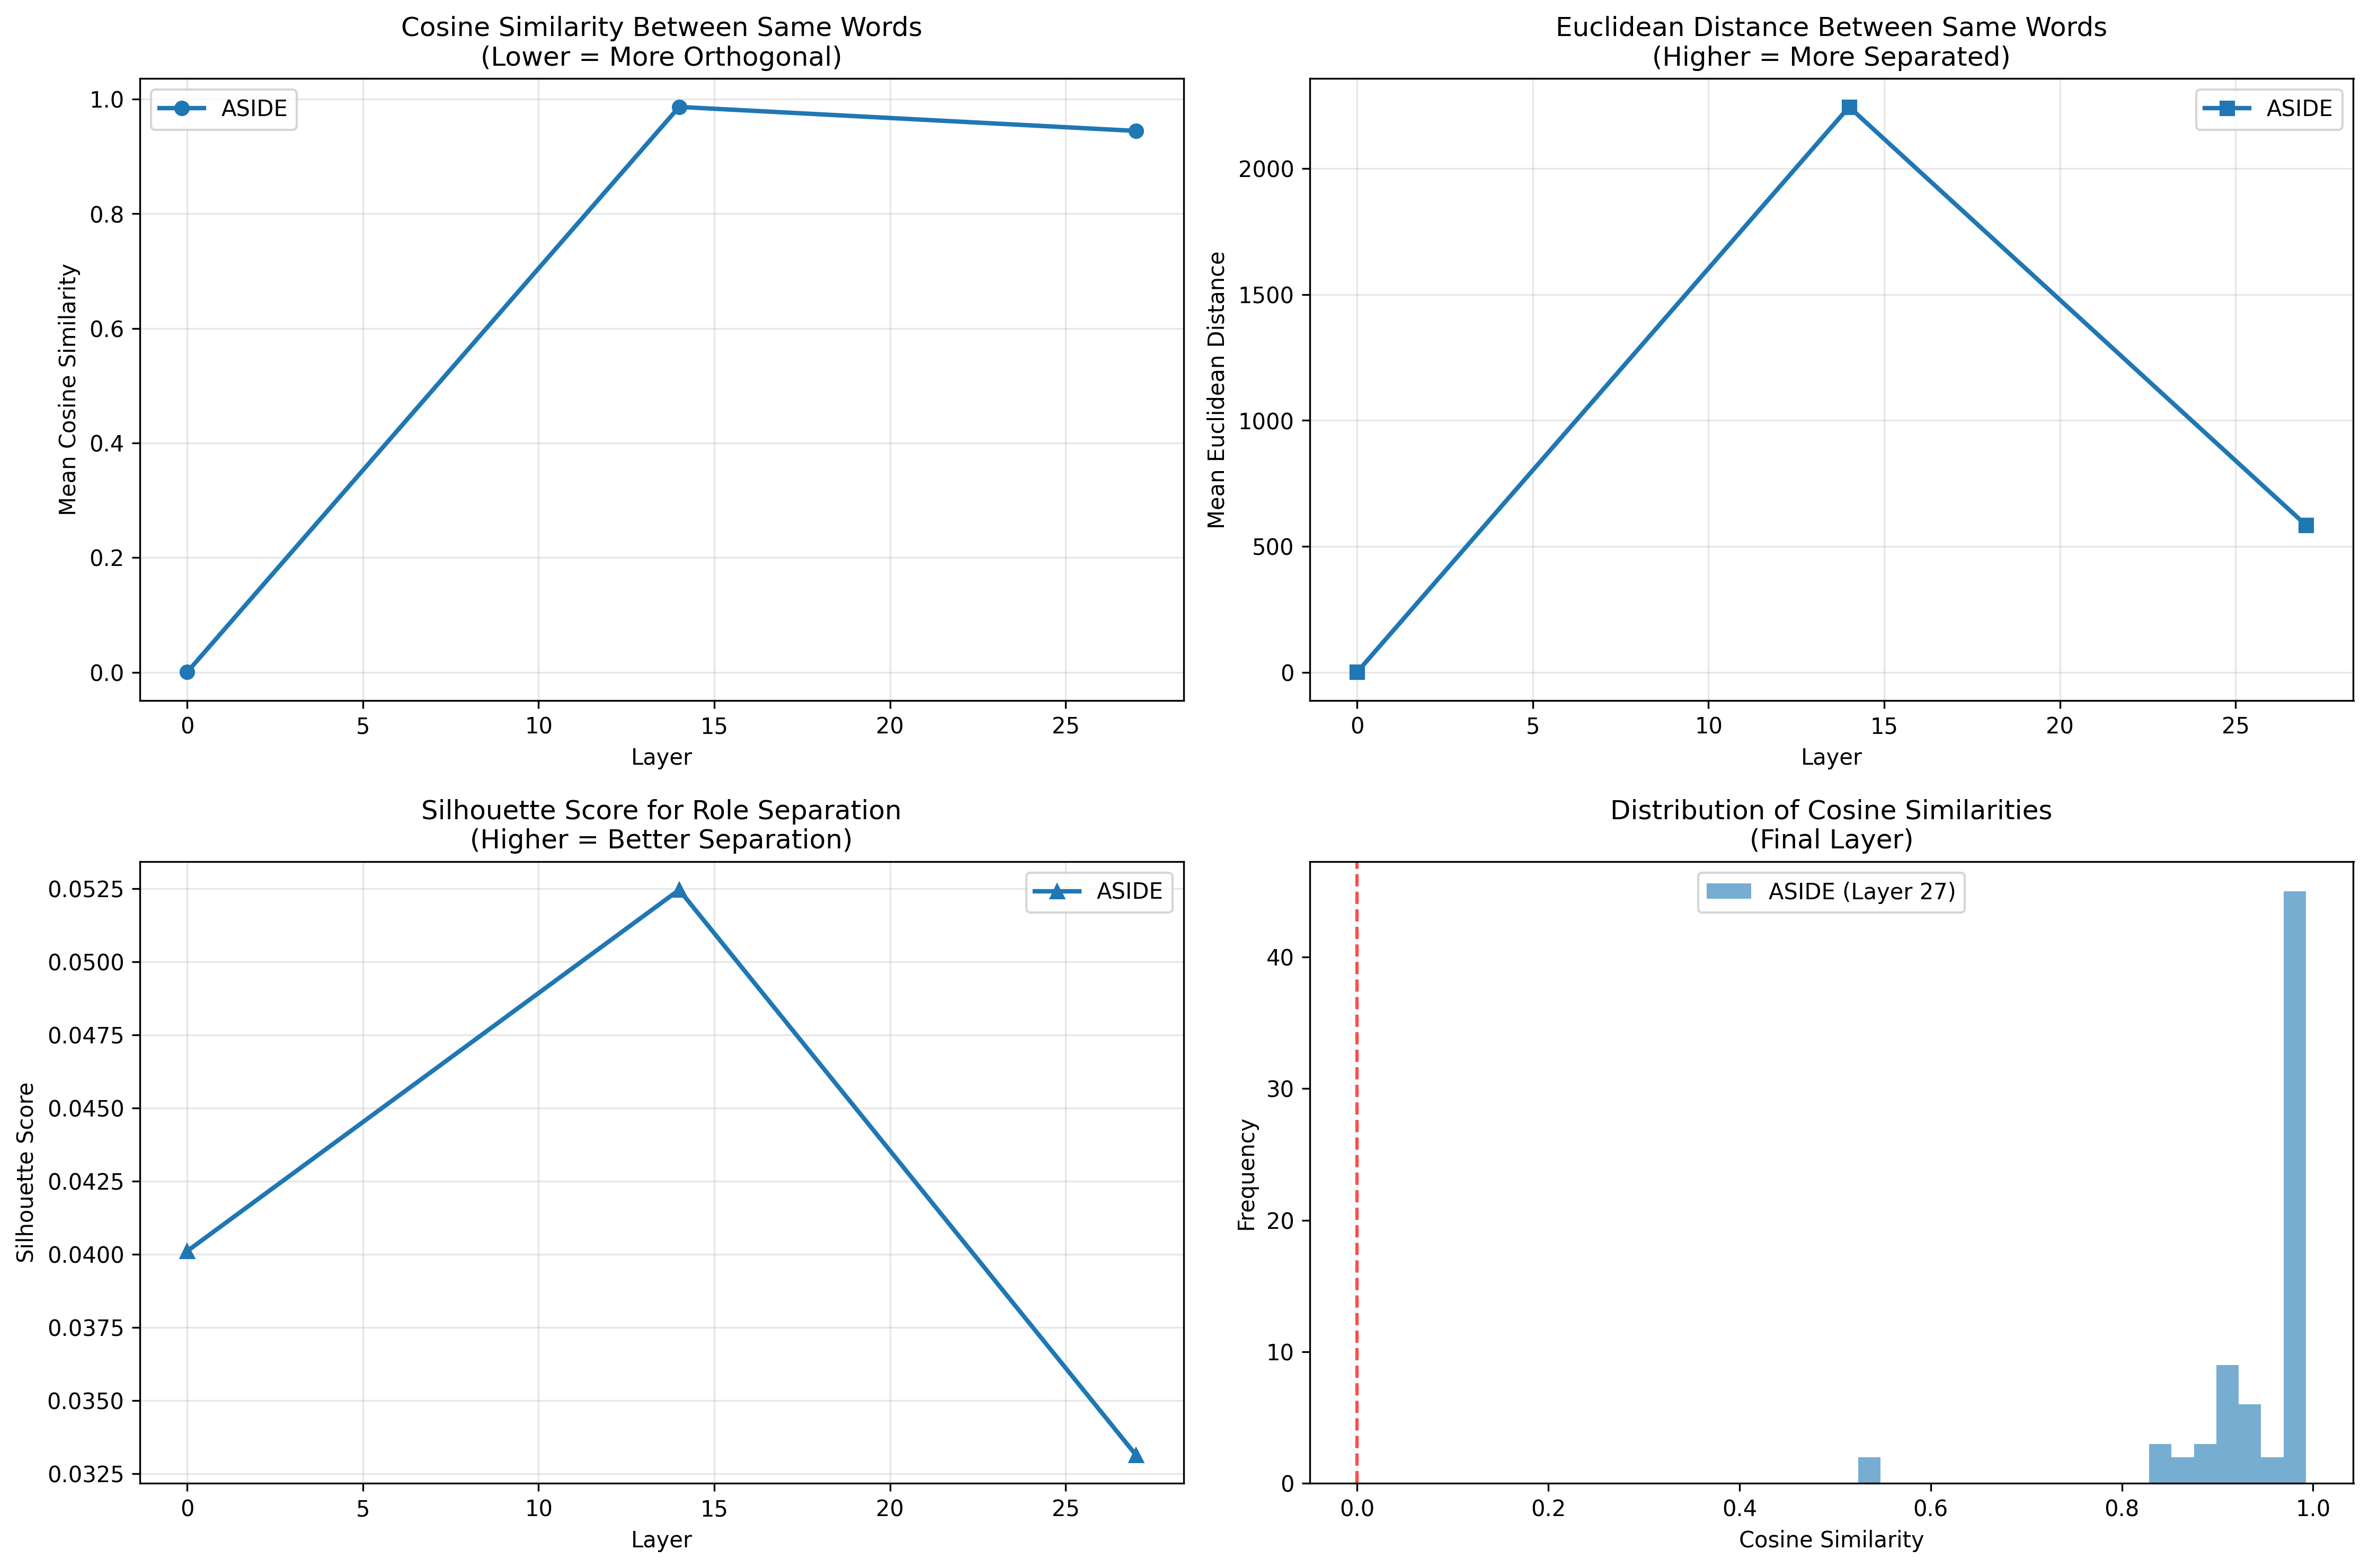 Cosine Similarity Between Same Words
(Lower = More Orthogonal)
ASIDE
Mean Cosine Similarity
1.0
0.8
0.6
0.4
0.2
0.0
0 5 10 15 20 25
Layer
Euclidean Distance Between Same Words
(Higher = More Separated)
ASIDE
Mean Euclidean Distance
2000
1500
1000
500
0
0 5 10 15 20 25
Layer
Silhouette Score for Role Separation
(Higher = Better Separation)
ASIDE
Silhouette Score
0.0525
0.0500
0.0475
0.0450
0.0425
0.0400
0.0375
0.0350
0.0325
0 5 10 15 20 25
Layer
Distribution of Cosine Similarities
(Final Layer)
ASIDE (Layer 27)
Frequency
40
30
20
10
0
0.0 0.2 0.4 0.6 0.8 1.0
Cosine Similarity